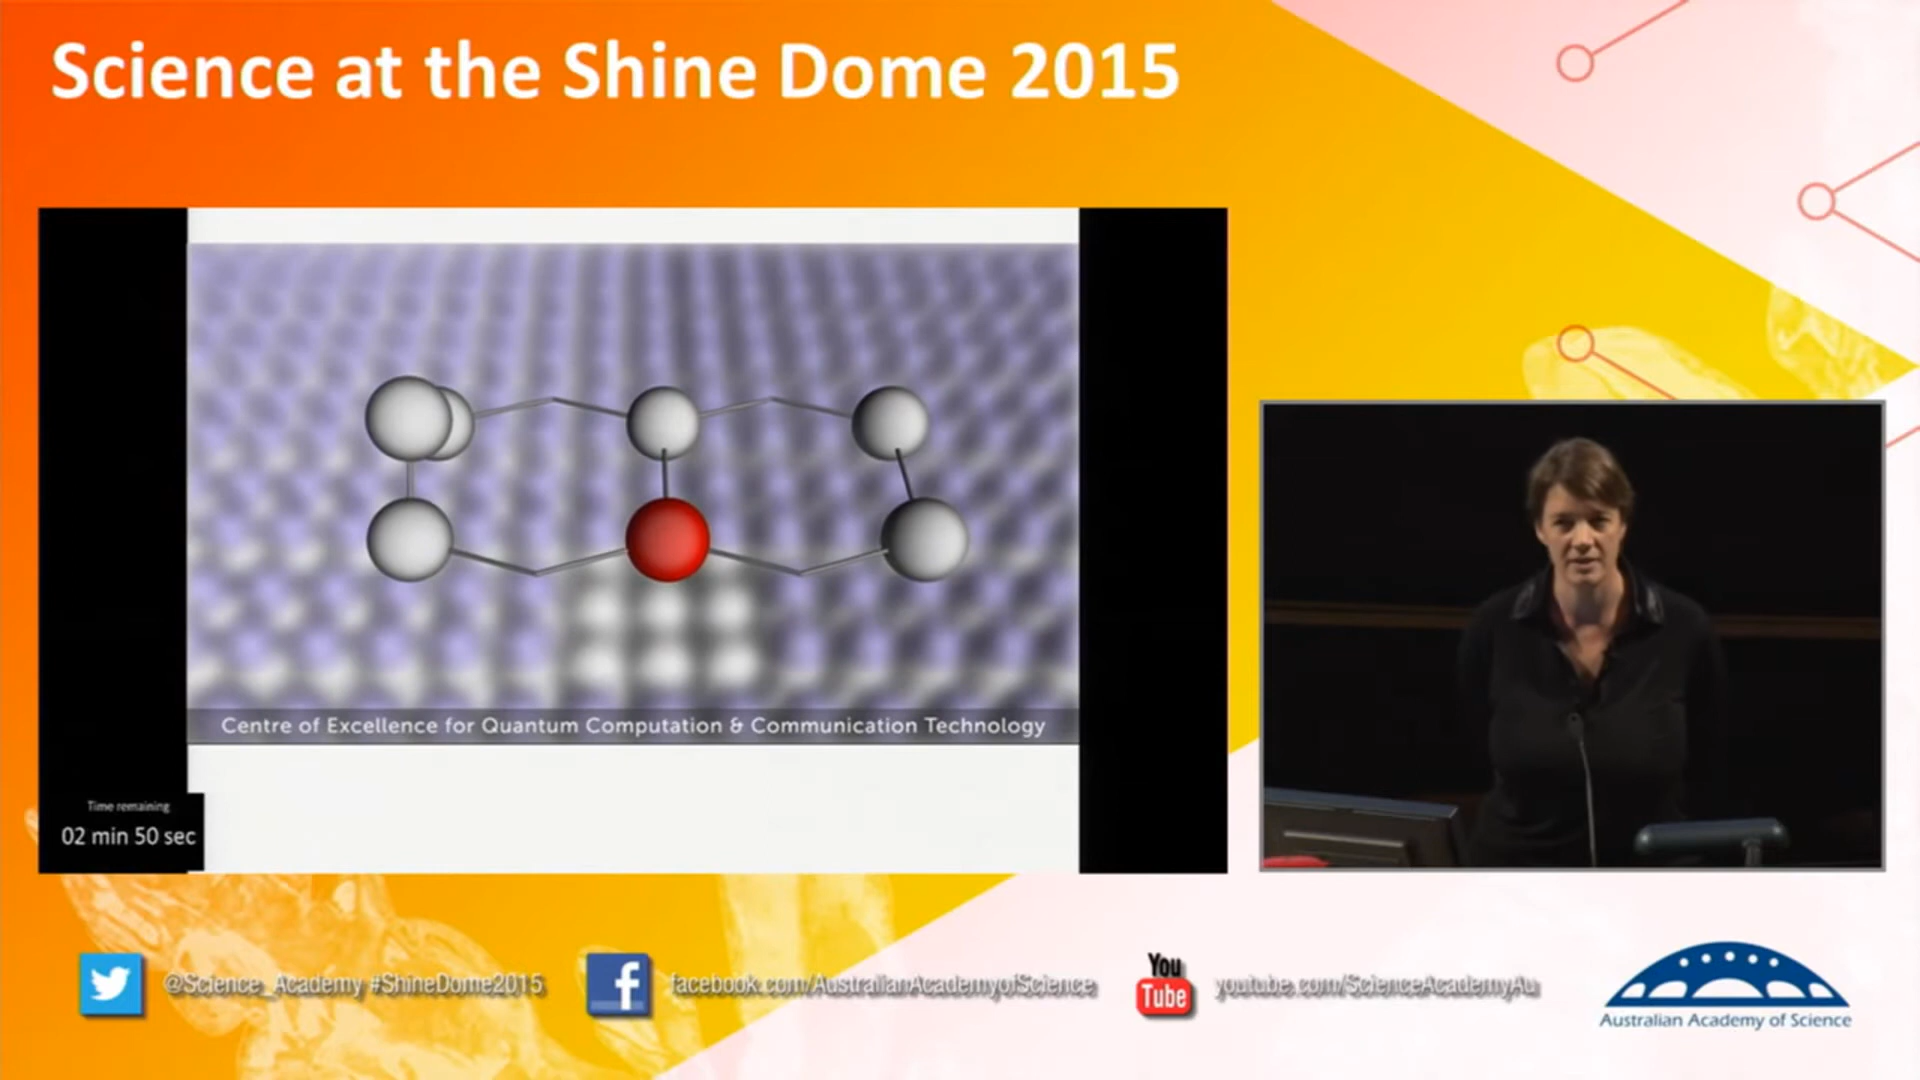 Science at the Shine Dome 2015
Centre of Excellence for Quantum Computation & Communication Technology
Time remaining
02 min 50 sec
@Science_Academy #ShineDome2015
facebook.com/AustralianAcademyofScience
You
Tube
youtube.com/ScienceAcademyAu
Australian Academy of Science